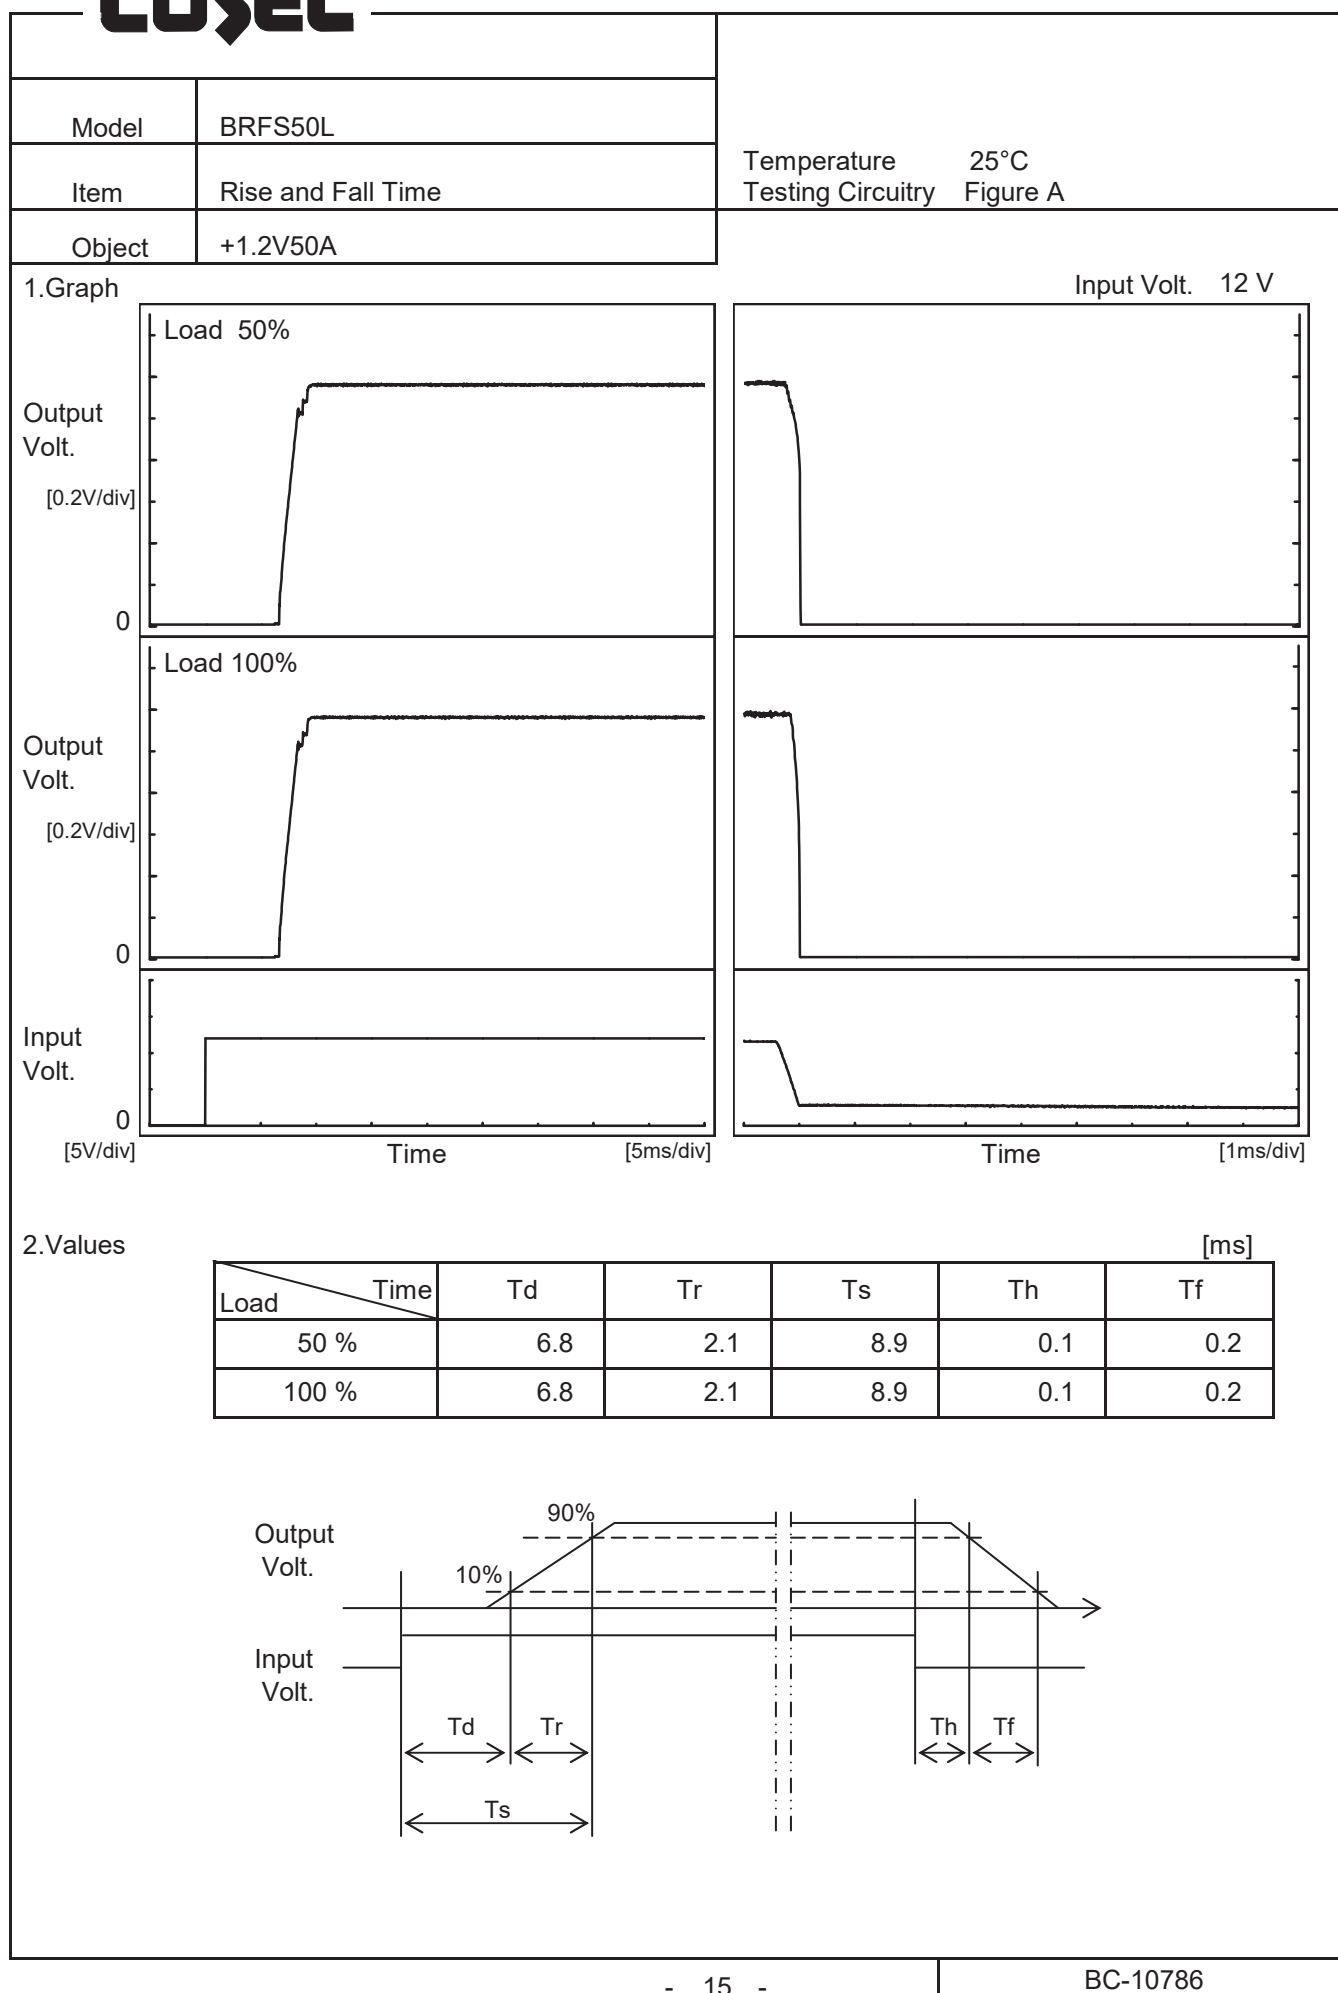 COSEL
Model BRFS50L
Item Rise and Fall Time
Object +1.2V50A
Temperature 25°C
Testing Circuitry Figure A
1.Graph
Input Volt. 12 V
Load 50%
Output
Volt.
[0.2V/div]
0
Load 100%
Output
Volt.
[0.2V/div]
0
Input
Volt.
0
[5V/div]
Time
[5ms/div]
Time
[1ms/div]
2.Values
[ms]
Time
Load
Td Tr Ts Th Tf
50 % 6.8 2.1 8.9 0.1 0.2
100 % 6.8 2.1 8.9 0.1 0.2
90%
Output
Volt.
10%
Input
Volt.
Td Tr Th Tf
Ts
- 15 -
BC-10786